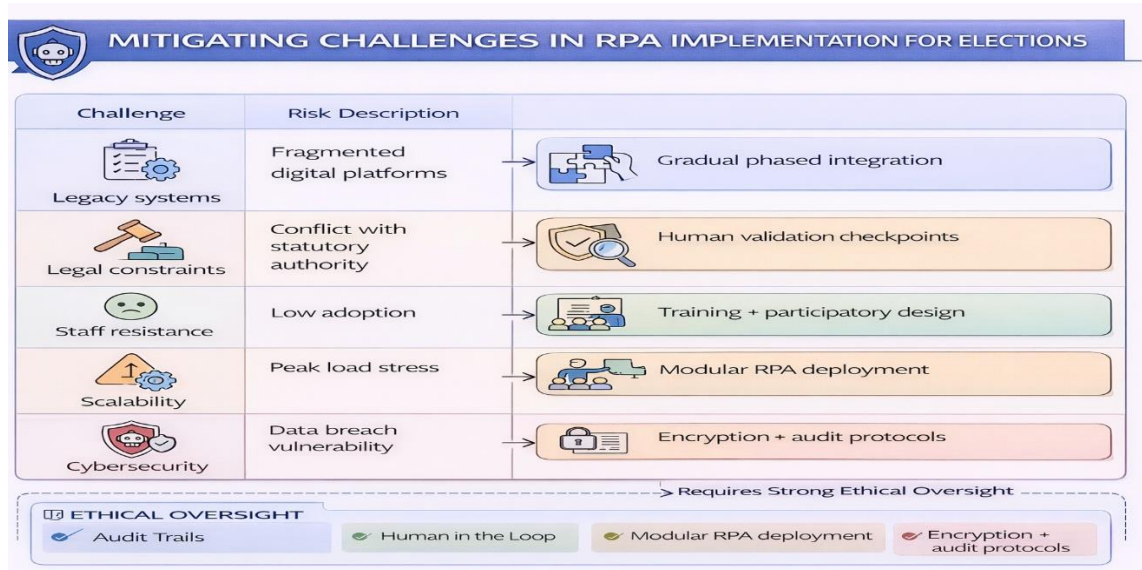 MITIGATING CHALLENGES IN RPA IMPLEMENTATION FOR ELECTIONS
Challenge
Risk Description
Legacy systems
Fragmented
digital platforms
Gradual phased integration
Legal constraints
Conflict with
statutory
authority
Human validation checkpoints
Staff resistance
Low adoption
Training + participatory design
Scalability
Peak load stress
Modular RPA deployment
Cybersecurity
Data breach
vulnerability
Encryption + audit protocols
Requires Strong Ethical Oversight
ETHICAL OVERSIGHT
Audit Trails
Human in the Loop
Modular RPA deployment
Encryption +
audit protocols